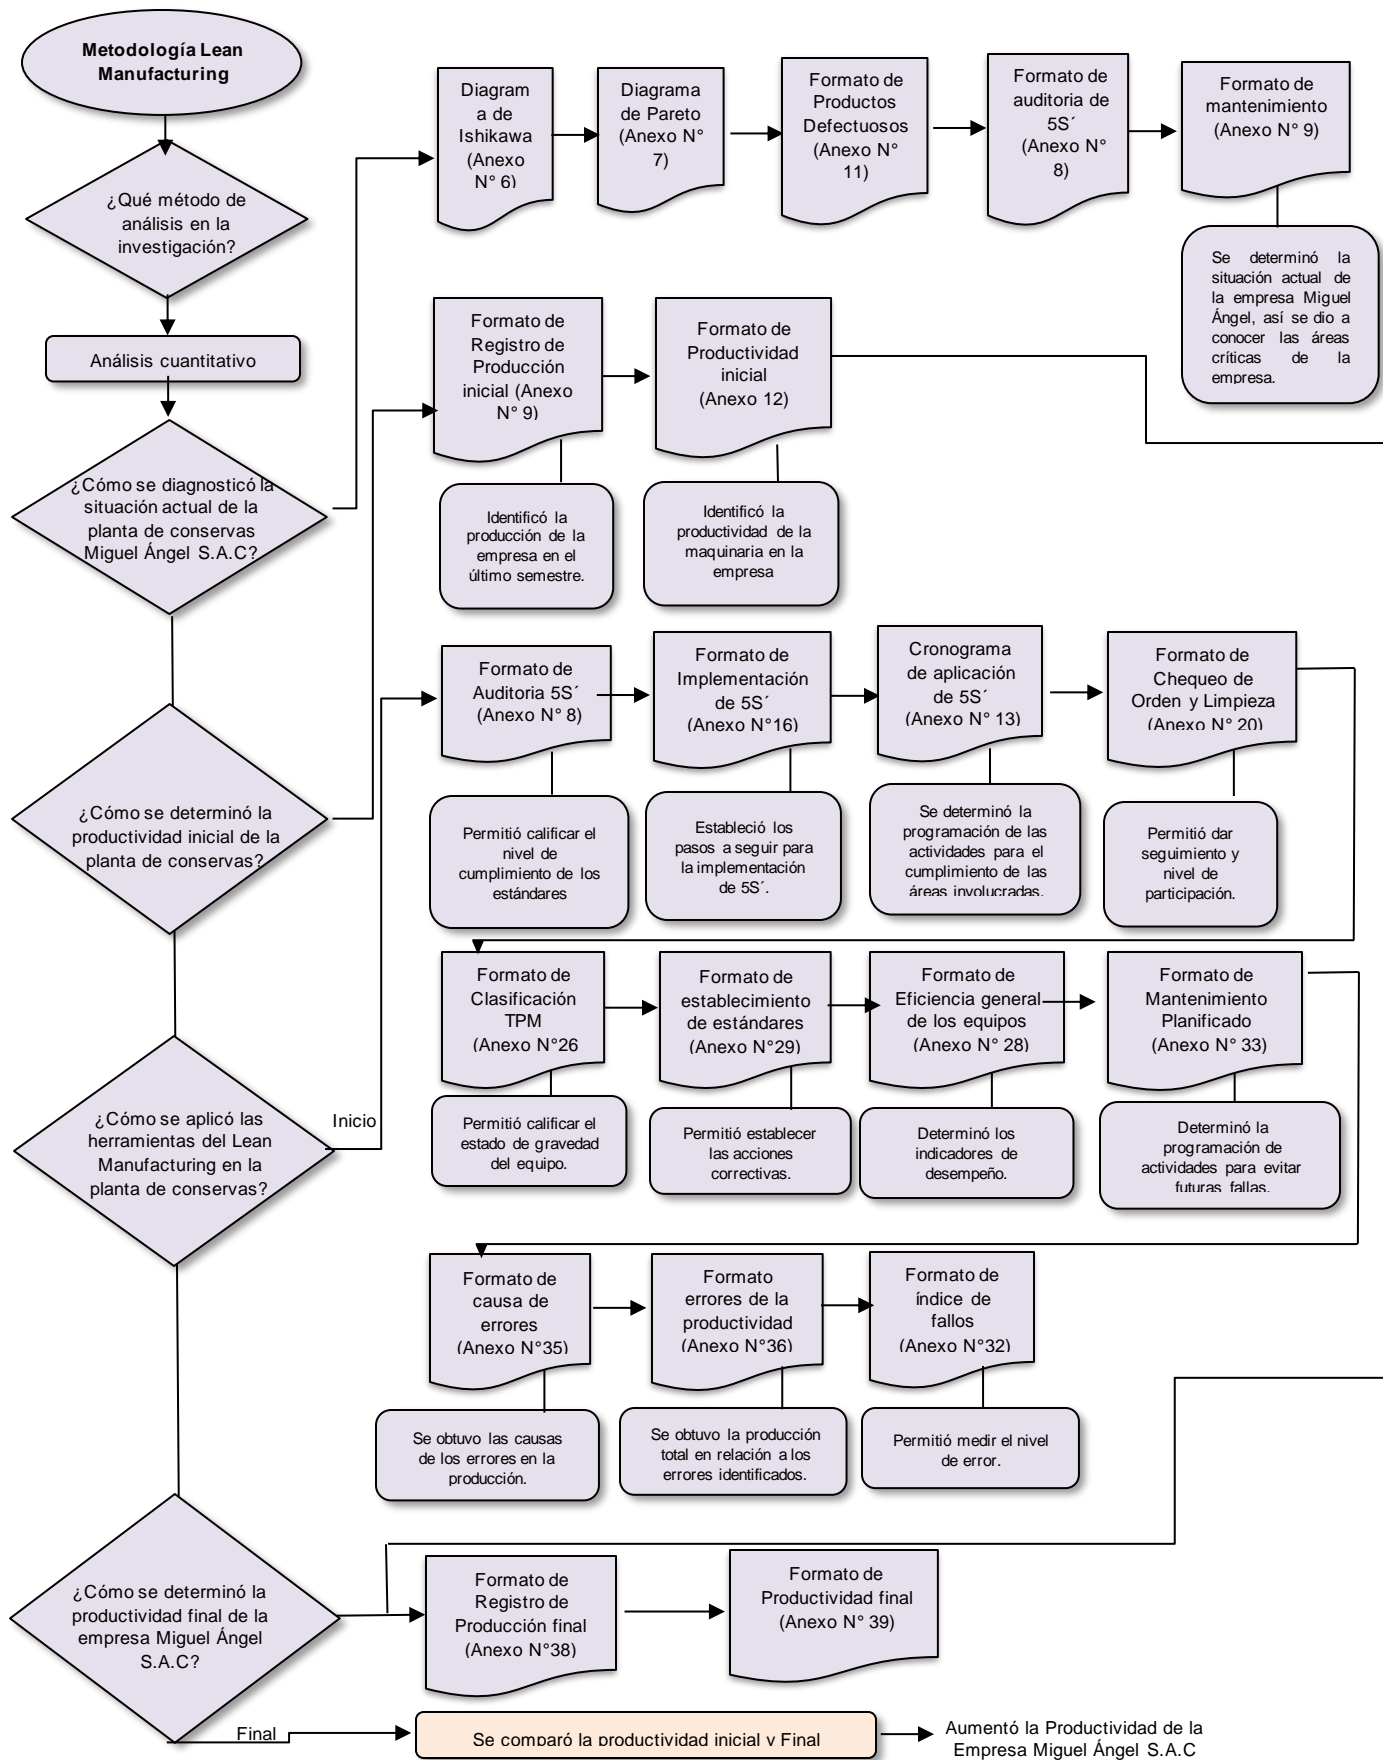 Metodología Lean
Manufacturing
¿Qué método de
análisis en la
investigación?
Análisis cuantitativo
¿Cómo se diagnosticó la
situación actual de la
planta de conservas
Miguel Ángel S.A.C?
Diagram
a de
Ishikawa
(Anexo
N° 6)
Diagrama
de Pareto
(Anexo N°
7)
Formato de
Productos
Defectuosos
(Anexo N°
11)
Formato de
auditoria de
5S´
(Anexo N°
8)
Formato de
mantenimiento
(Anexo N° 9)
Se determinó la
situación actual de
la empresa Miguel
Ángel, así se dio a
conocer las áreas
críticas de la
empresa.
¿Cómo se determinó la
productividad inicial de la
planta de conservas?
Formato de
Registro de
Producción
inicial (Anexo
N° 9)
Formato de
Productividad
inicial
(Anexo 12)
Identificó la
producción de la
empresa en el
último semestre.
Identificó la
productividad de la
maquinaria en la
empresa
¿Cómo se aplicó las
herramientas del Lean
Manufacturing en la
planta de conservas?
Inicio
Formato de
Auditoria 5S´
(Anexo N° 8)
Formato de
Implementación
de 5S´
(Anexo N°16)
Cronograma
de aplicación
de 5S´
(Anexo N° 13)
Formato de
Chequeo de
Orden y Limpieza
(Anexo N° 20)
Permitió calificar el
nivel de
cumplimiento de los
estándares
Estableció los
pasos a seguir para
la implementación
de 5S´.
Se determinó la
programación de las
actividades para el
cumplimiento de las
áreas involucradas.
Permitió dar
seguimiento y
nivel de
participación.
Formato de
Clasificación
TPM
(Anexo N°26
Formato de
establecimiento
de estándares
(Anexo N°29)
Formato de
Eficiencia general
de los equipos
(Anexo N° 28)
Formato de
Mantenimiento
Planificado
(Anexo N° 33)
Permitió calificar el
estado de gravedad
del equipo.
Permitió establecer
las acciones
correctivas.
Determinó los
indicadores de
desempeño.
Determinó la
programación de
actividades para evitar
futuras fallas.
Formato de
causa de
errores
(Anexo N°35)
Formato
errores de la
productividad
(Anexo N°36)
Formato de
índice de
fallos
(Anexo N°32)
Se obtuvo las causas
de los errores en la
producción.
Se obtuvo la producción
total en relación a los
errores identificados.
Permitió medir el nivel
de error.
¿Cómo se determinó la
productividad final de la
empresa Miguel Ángel
S.A.C?
Formato de
Registro de
Producción final
(Anexo N°38)
Formato de
Productividad final
(Anexo N° 39)
Final
Se comparó la productividad inicial y Final
Aumentó la Productividad de la
Empresa Miguel Ángel S.A.C